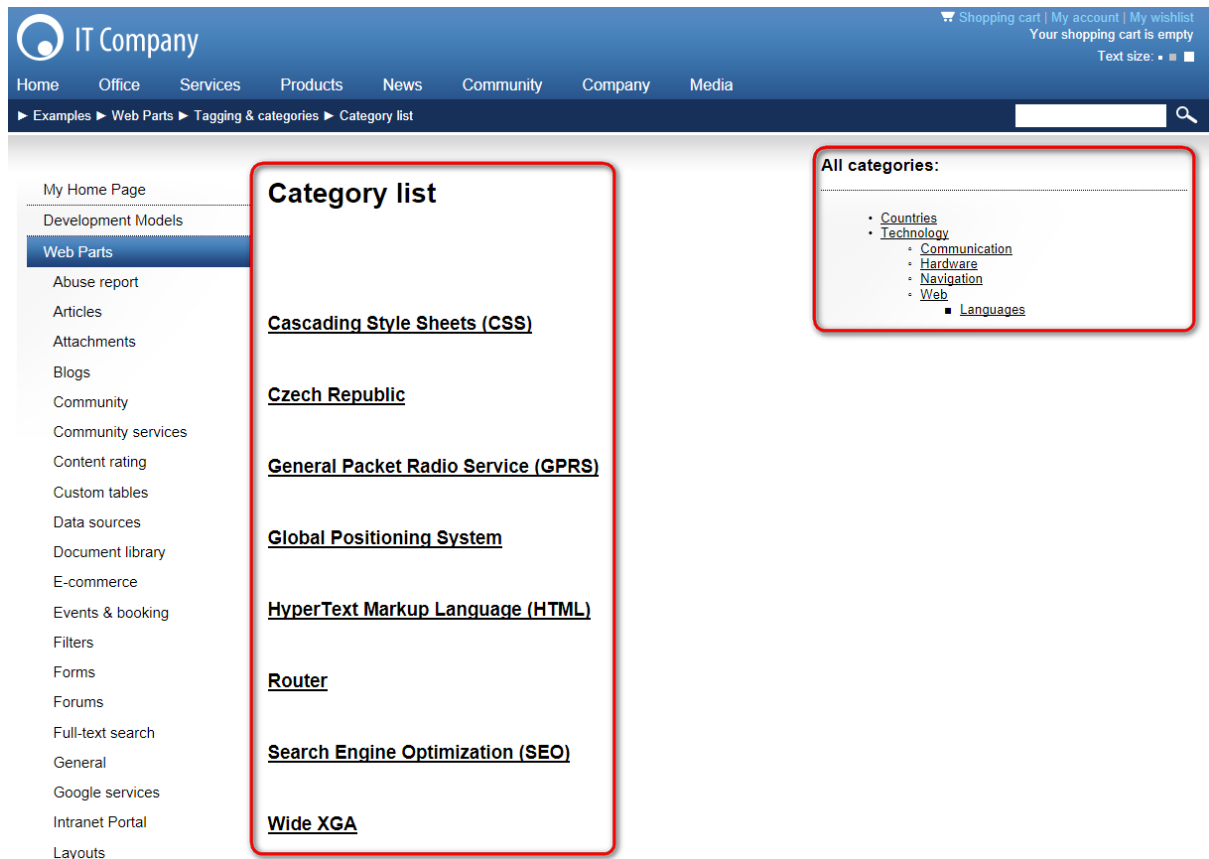 Shopping cart | My account | My wishlist
IT Company
Your shopping cart is empty
Text size:
Home Office Services Products News Community Company Media
► Examples ► Web Parts ► Tagging & categories ► Category list
My Home Page
Development Models
Web Parts
Abuse report
Articles
Attachments
Blogs
Community
Community services
Content rating
Custom tables
Data sources
Document library
E-commerce
Events & booking
Filters
Forms
Forums
Full-text search
General
Google services
Intranet Portal
Layouts
Category list
Cascading Style Sheets (CSS)
Czech Republic
General Packet Radio Service (GPRS)
Global Positioning System
HyperText Markup Language (HTML)
Router
Search Engine Optimization (SEO)
Wide XGA
All categories:
Countries
Technology
Communication
Hardware
Navigation
Web
Languages